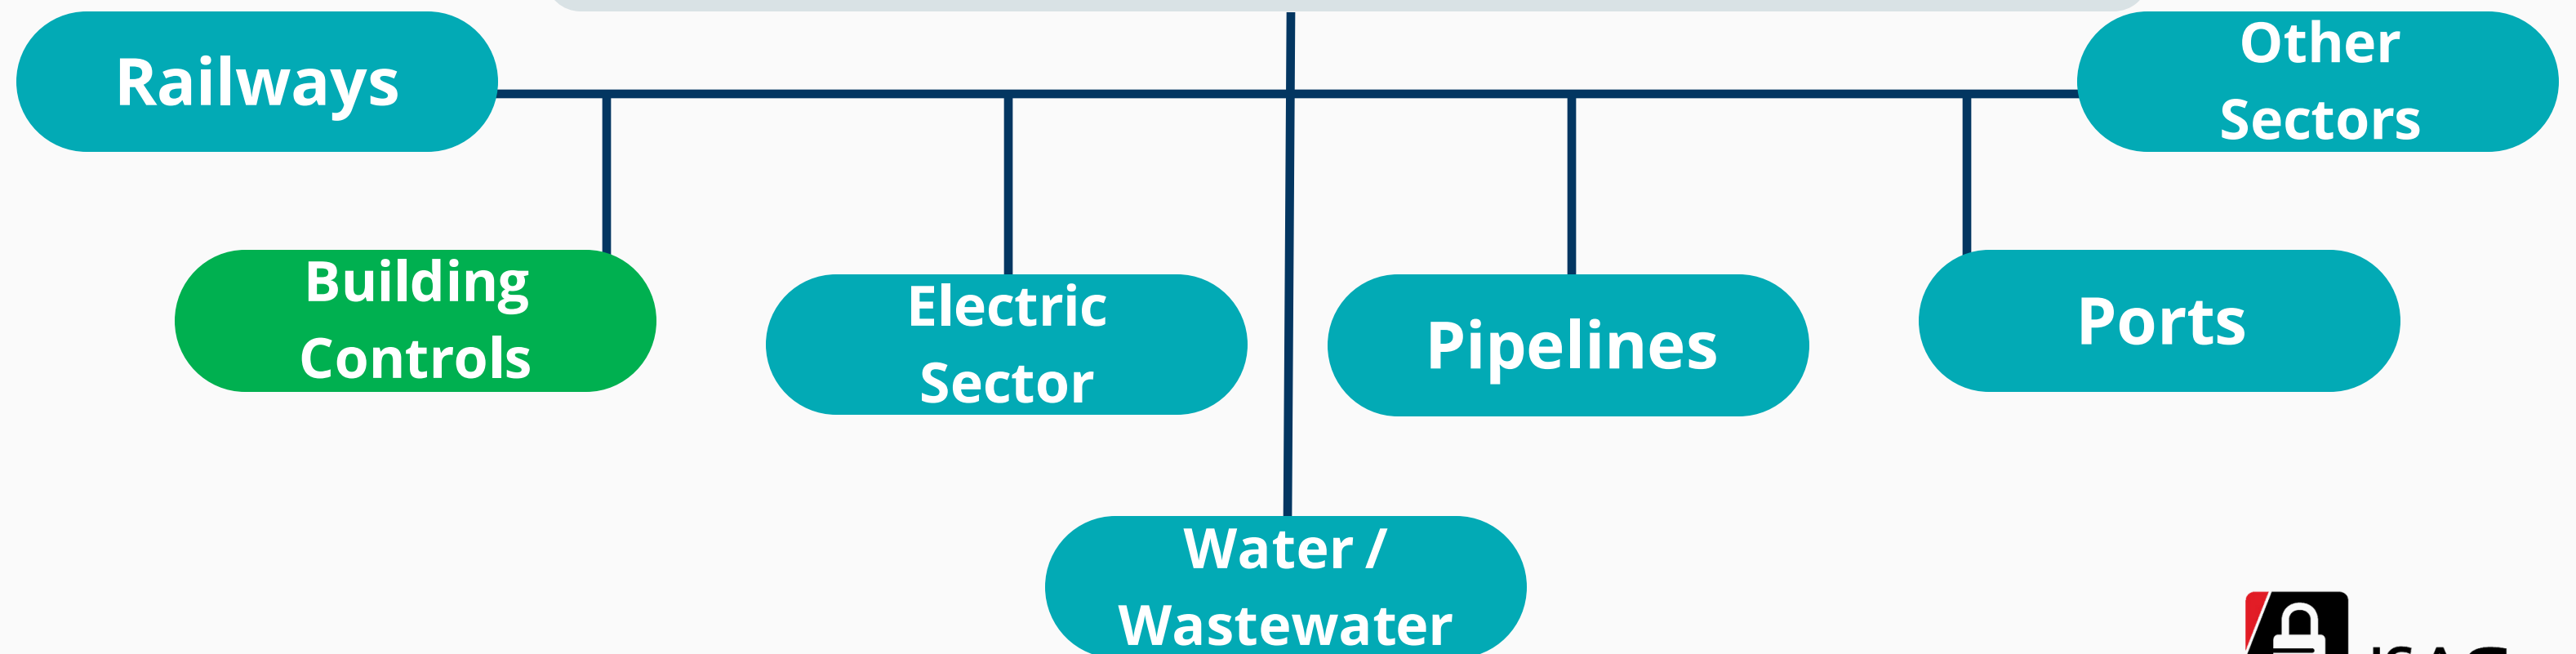 Railways
Other
Sectors
Building
Controls
Electric
Sector
Pipelines
Ports
Water /
Wastewater